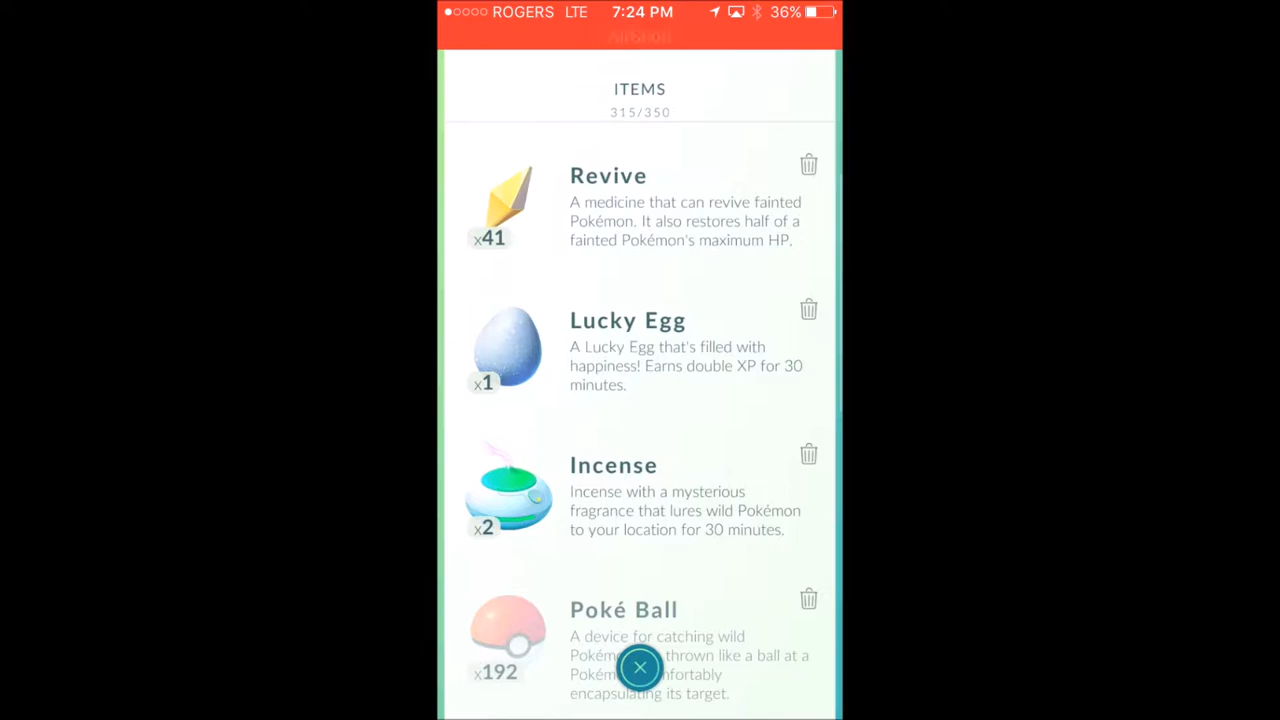 ROGERS LTE 7:24 PM 36%
ITEMS
315/350
Revive
A medicine that can revive fainted
Pokémon. It also restores half of a
fainted Pokémon's maximum HP.
x41
Lucky Egg
A Lucky Egg that's filled with
happiness! Earns double XP for 30
minutes.
x1
Incense
Incense with a mysterious
fragrance that lures wild Pokémon
to your location for 30 minutes.
x2
Poké Ball
A device for catching wild
thrown like a ball at a
encapsulating its target.
x192